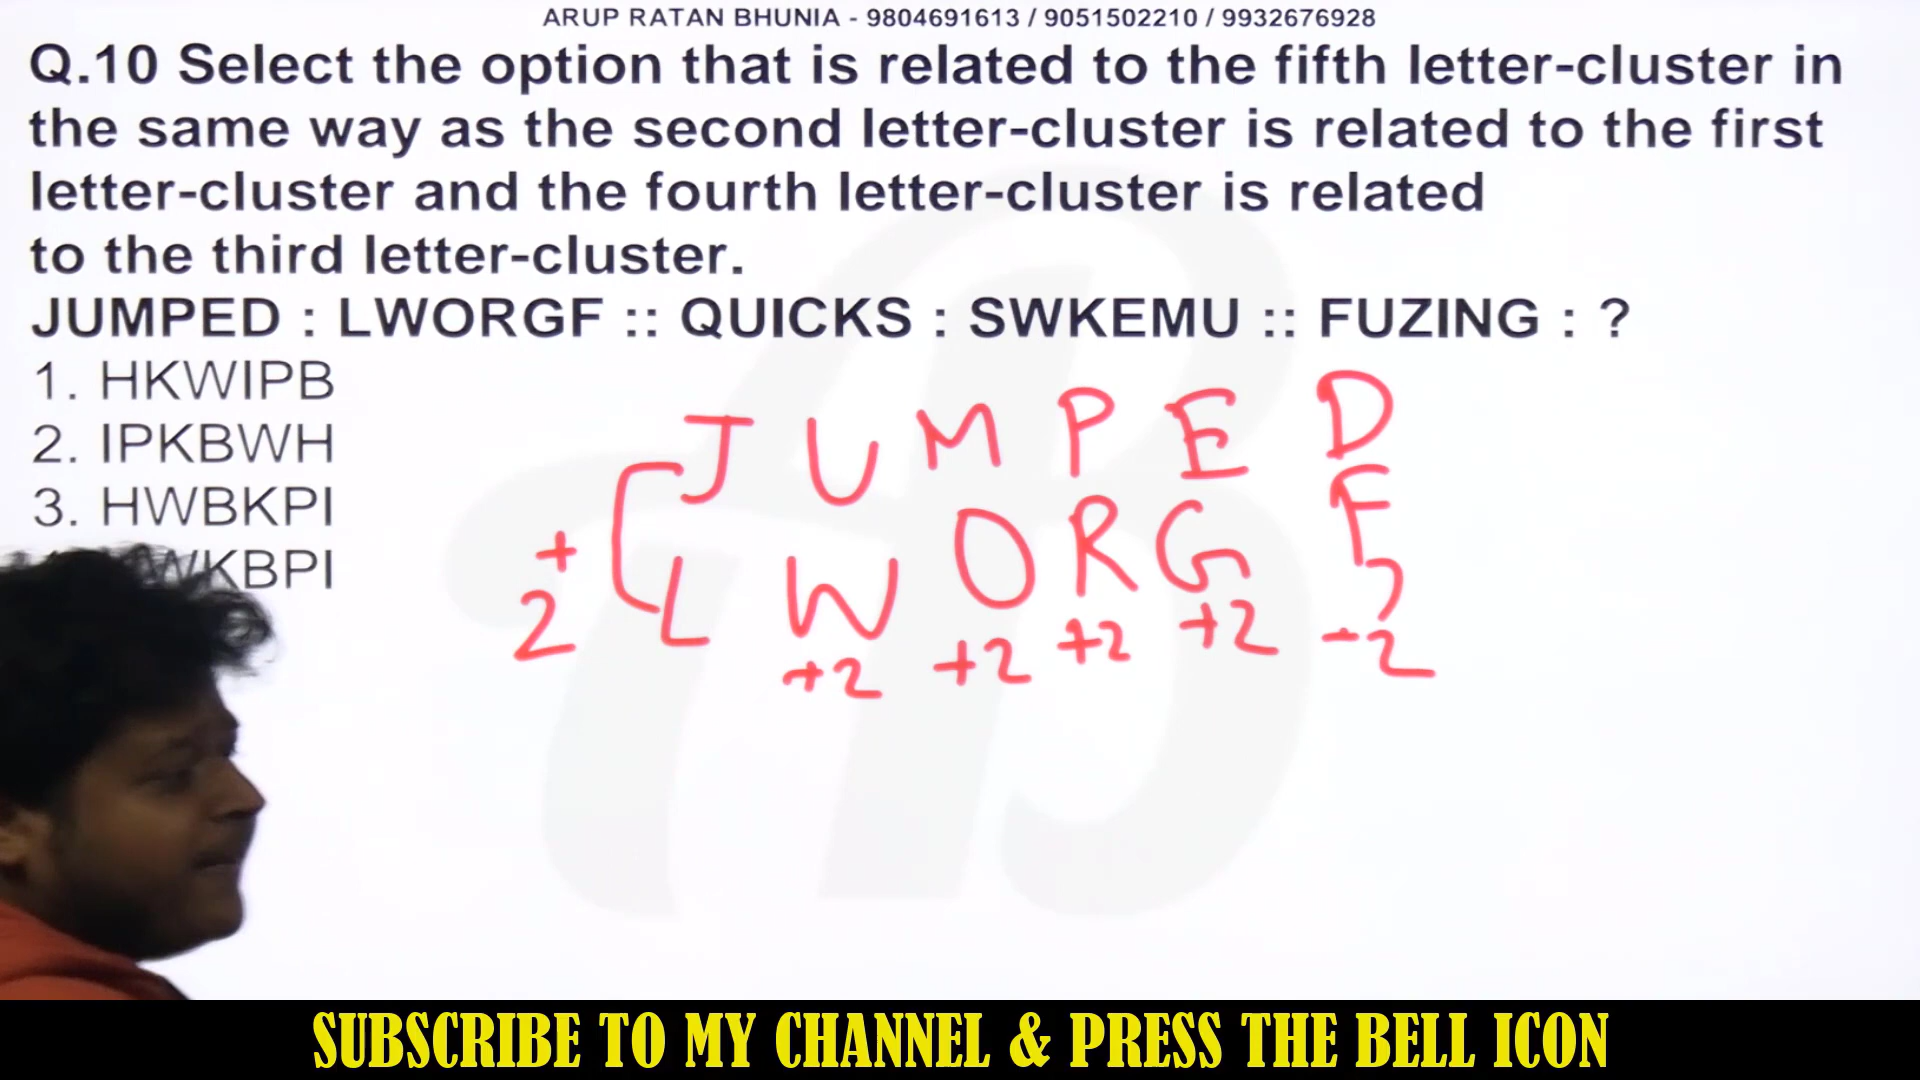 ARUP RATAN BHUNIA - 9804691613 / 9051502210 / 9932676928
Q.10 Select the option that is related to the fifth letter-cluster in
the same way as the second letter-cluster is related to the first
letter-cluster and the fourth letter-cluster is related
to the third letter-cluster.
JUMPED : LWORGF :: QUICKS : SWKEMU :: FUZING : ?
1. HKWIPB
2. IPKBWH
3. HWBKPI
WKBPI
J U M P E D
L W O R G F
+2 +2 +2 +2 +2 +2
SUBSCRIBE TO MY CHANNEL & PRESS THE BELL ICON